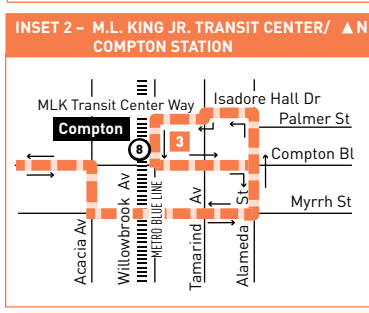 INSET 2 – M.L. KING JR. TRANSIT CENTER/ ▲ N
COMPTON STATION
MLK Transit Center Way
Isadore Hall Dr
Palmer St
Compton
8
3
Compton Bl
Myrrh St
Acacia Av
Willowbrook Av
METRO BLUE LINE
Tamarind Av
Alameda St